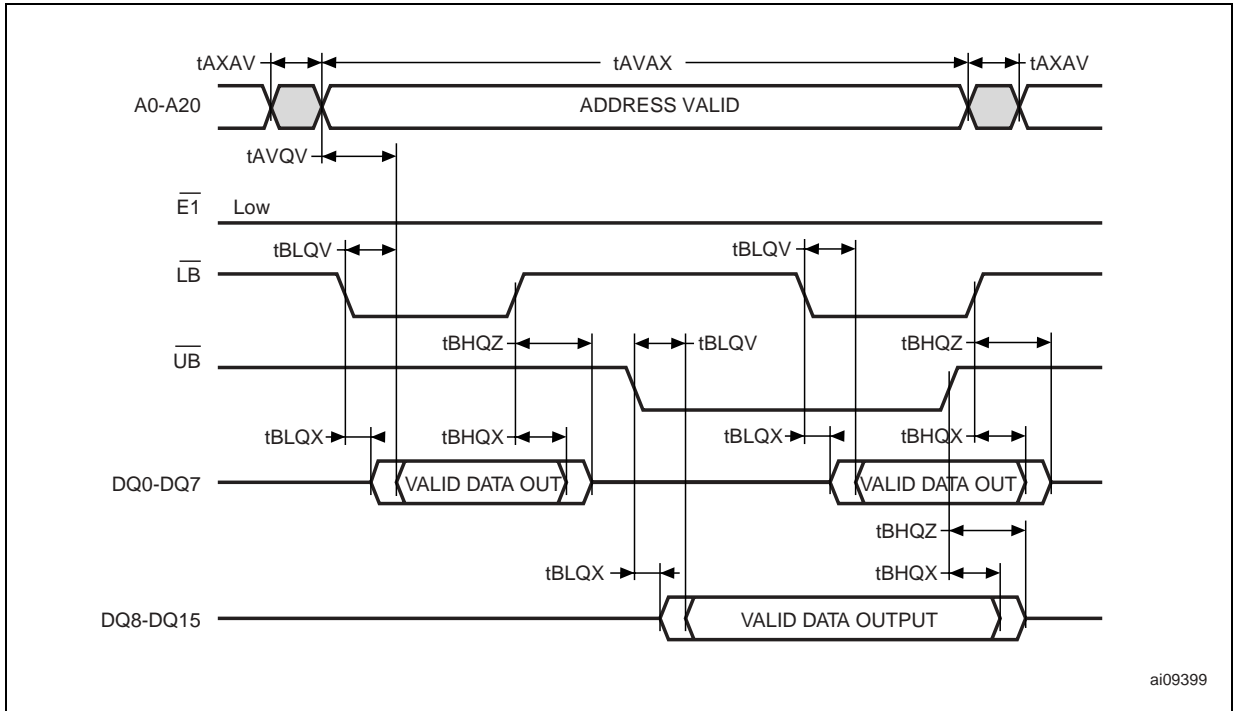 tAXAV tAVAX tAXAV
A0-A20 ADDRESS VALID
tAVQV
E1 Low
tBLQV tBLQV
LB
tBHQZ tBLQV tBHQZ
UB
tBLQX tBHQX tBLQX tBHQX
DQ0-DQ7 VALID DATA OUT VALID DATA OUT
tBHQZ
tBLQX tBHQX
DQ8-DQ15 VALID DATA OUTPUT
ai09399